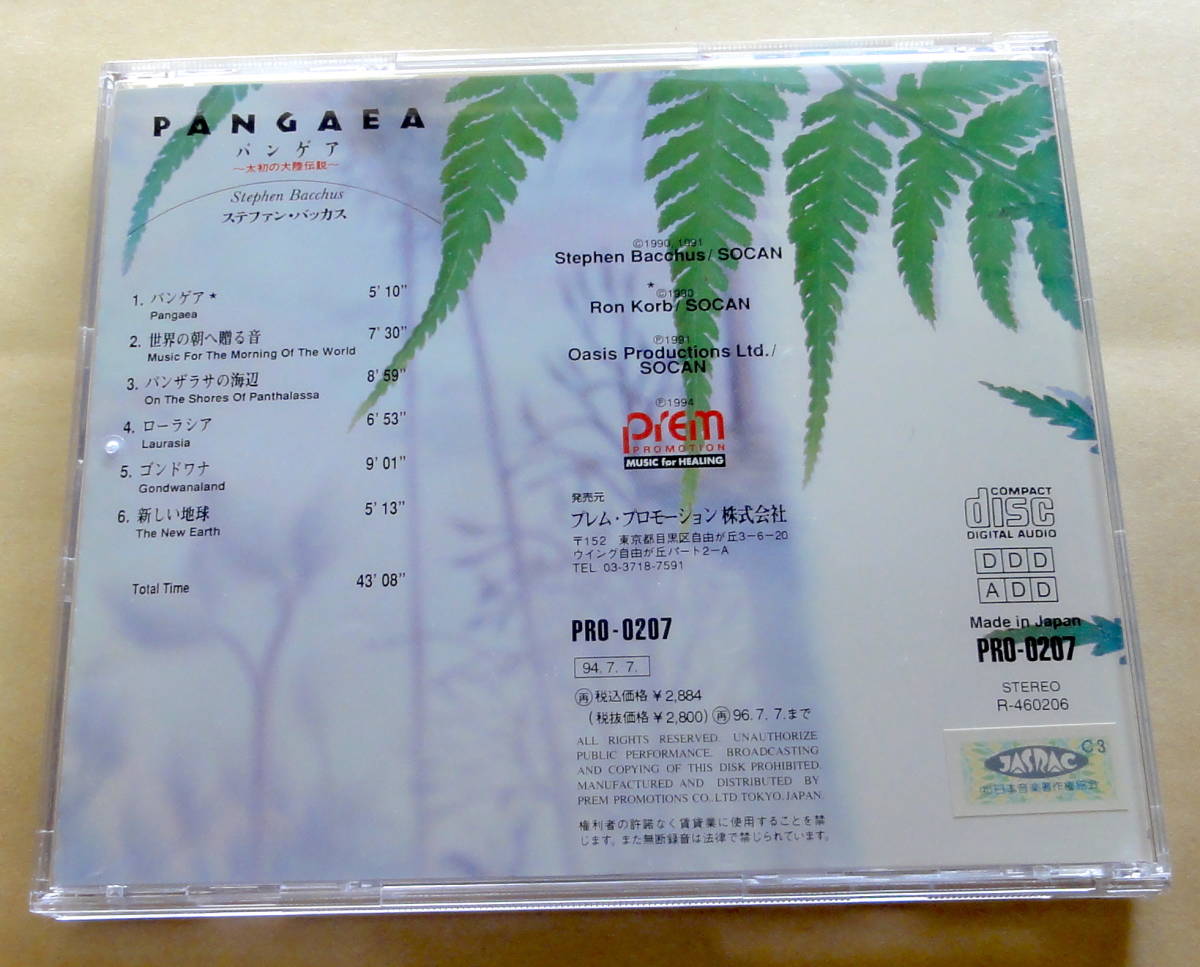 PANGAEA
パンゲア
～太初の大陸伝説～
Stephen Bacchus
ステファン・バッカス
1. パンゲア★ 5'10"
Pangaea
2. 世界の朝へ贈る音 7'30"
Music For The Morning Of The World
3. パンザラサの海辺 8'59"
On The Shores Of Panthalassa
4. ローラシア 6'53"
Laurasia
5. ゴンドワナ 9'01"
Gondwanaland
6. 新しい地球 5'13"
The New Earth
Total Time 43'08"
©1990, 1991
Stephen Bacchus / SOCAN
★
©1990
Ron Korb / SOCAN
℗1991
Oasis Productions Ltd. /
SOCAN
℗1994
Prem
PROMOTION
MUSIC for HEALING
発売元
プレム・プロモーション株式会社
〒152 東京都目黒区自由が丘3-6-20
ウイング自由が丘パート2-A
TEL 03-3718-7591
PRO-0207
94. 7. 7.
再 税込価格 ¥2,884
(税抜価格 ¥2,800) 再 96. 7. 7. まで
ALL RIGHTS RESERVED. UNAUTHORIZE
PUBLIC PERFORMANCE. BROADCASTING
AND COPYING OF THIS DISK PROHIBITED.
MANUFACTURED AND DISTRIBUTED BY
PREM PROMOTIONS CO., LTD. TOKYO. JAPAN.
権利者の許諾なく賃貸業に使用することを禁
じます。また無断録音は法律で禁じられています。
COMPACT
disc
DIGITAL AUDIO
DDD
ADD
Made in Japan
PRO-0207
STEREO
R-460206
C3
JASRAC
日本音楽著作権協会